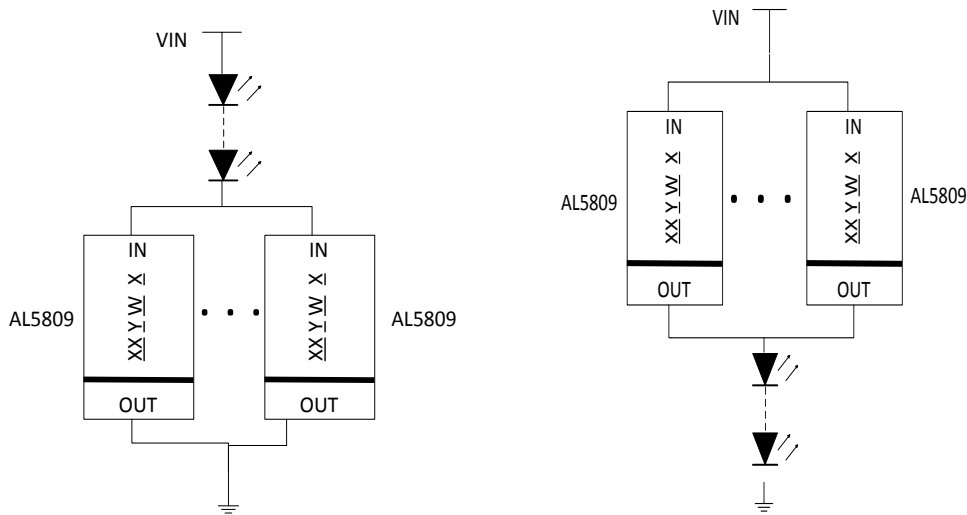 VIN
IN
IN
XX Y W X
XX Y W X
AL5809
AL5809
OUT
OUT
VIN
IN
IN
XX Y W X
XX Y W X
AL5809
AL5809
OUT
OUT